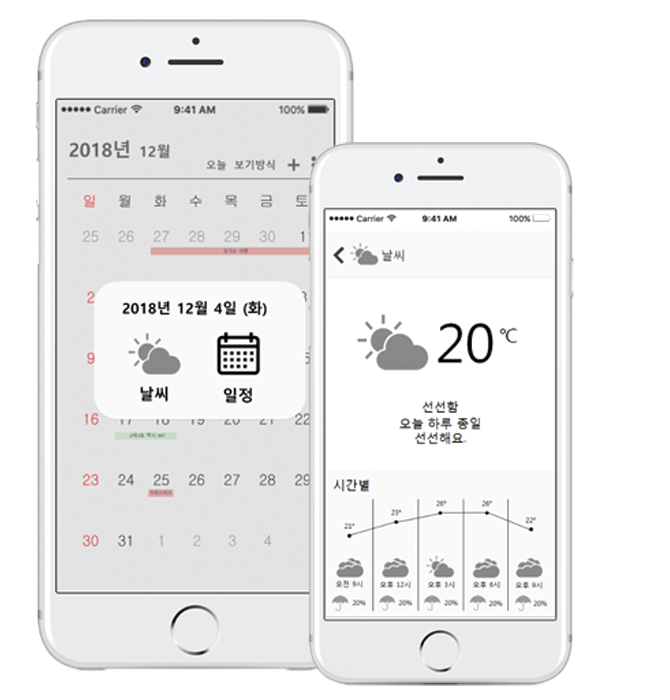 ●●●●● Carrier 9:41 AM 100%
2018년 12월
오늘 보기방식 +
일 월 화 수 목 금 토
25 26 27 28 29 30 1
2
2018년 12월 4일 (화)
날씨 일정
9
16 17 18 19 20 21 22
23 24 25 26 27 28 29
30 31 1 2 3 4
●●●●● Carrier 9:41 AM 100%
날씨
20 ℃
선선함
오늘 하루 종일
선선해요.
시간별
21° 23° 26° 26° 22°
오전 9시 오후 12시 오후 3시 오후 6시 오후 9시
20% 20% 20% 20% 20%